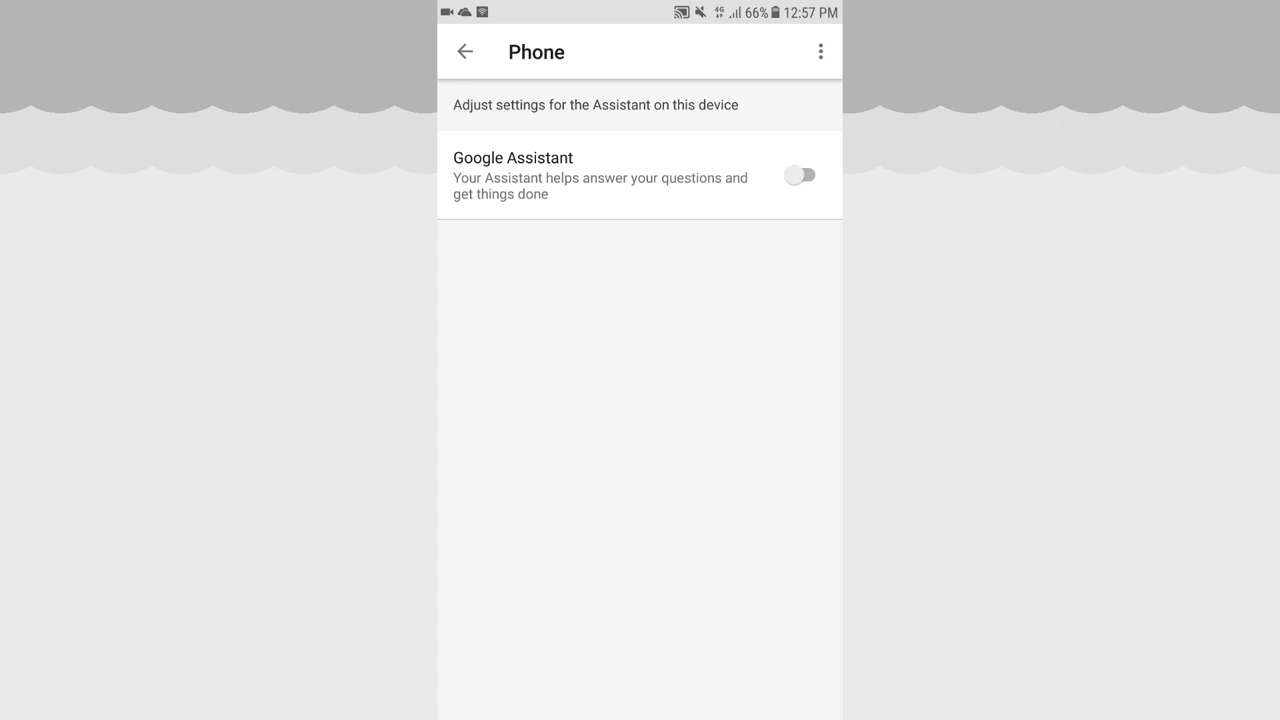 4G 66% 12:57 PM
Phone
Adjust settings for the Assistant on this device
Google Assistant
Your Assistant helps answer your questions and
get things done